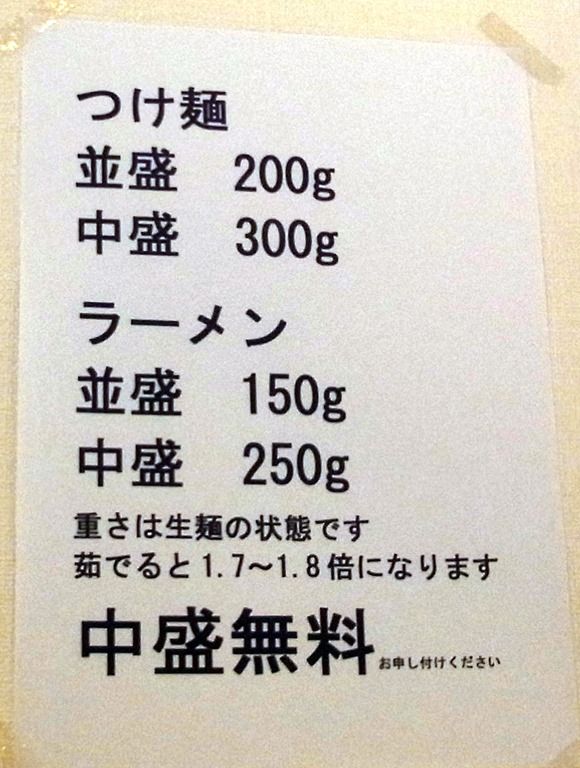 つけ麺
並盛　200g
中盛　300g
ラーメン
並盛　150g
中盛　250g
重さは生麺の状態です
茹でると1.7～1.8倍になります
中盛無料お申し付けください